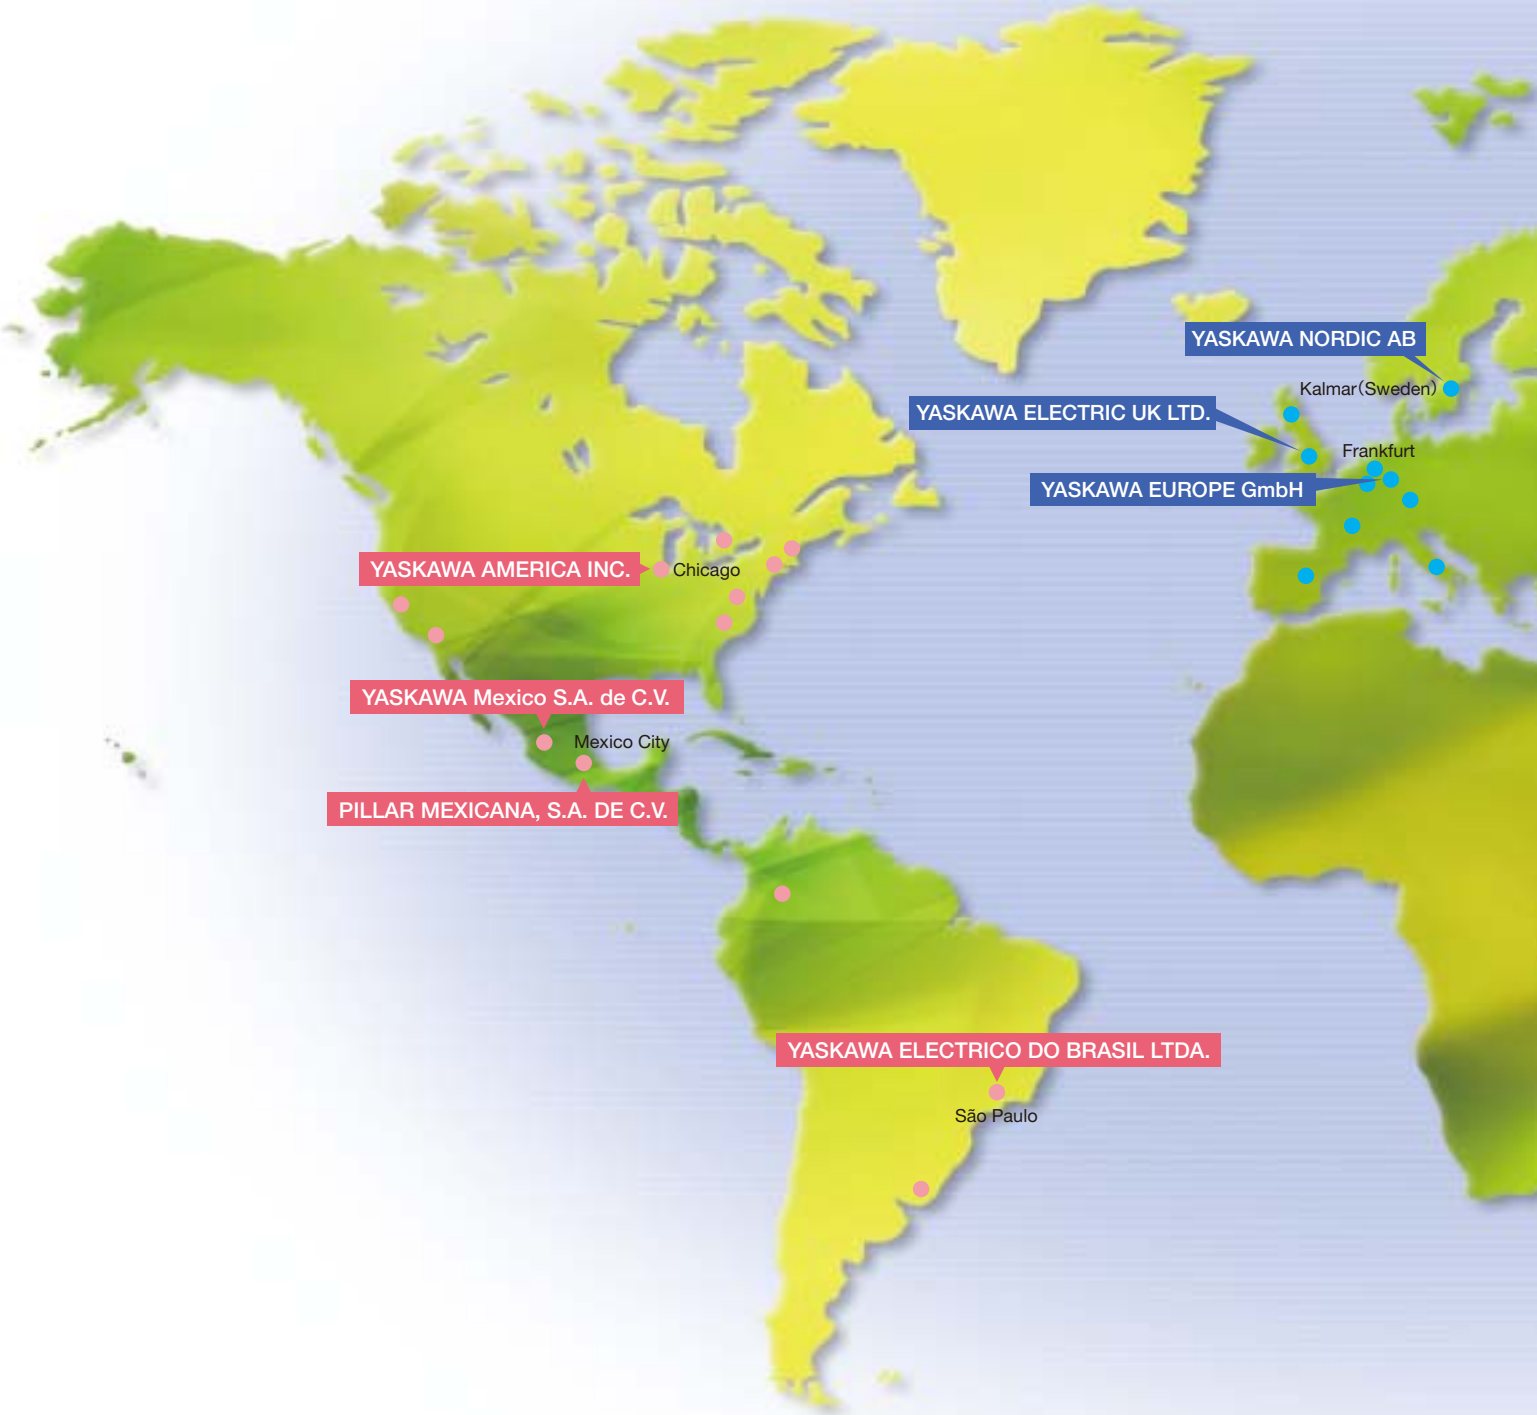 YASKAWA NORDIC AB
Kalmar(Sweden)
YASKAWA ELECTRIC UK LTD.
Frankfurt
YASKAWA EUROPE GmbH
YASKAWA AMERICA INC.
Chicago
YASKAWA Mexico S.A. de C.V.
Mexico City
PILLAR MEXICANA, S.A. DE C.V.
YASKAWA ELECTRICO DO BRASIL LTDA.
São Paulo